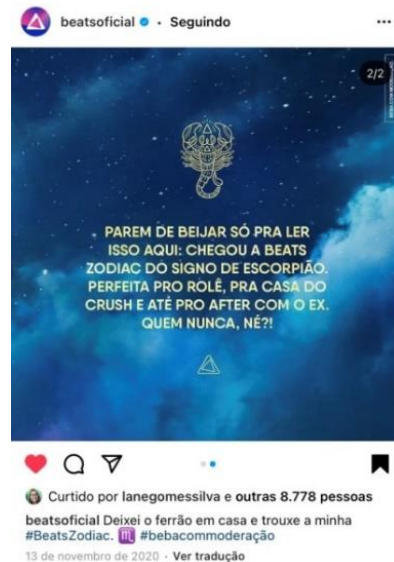 beatsoficial • Seguindo
2/2
PAREM DE BEIJAR SÓ PRA LER
ISSO AQUI: CHEGOU A BEATS
ZODIAC DO SIGNO DE ESCORPIÃO.
PERFEITA PRO ROLÊ, PRA CASA DO
CRUSH E ATÉ PRO AFTER COM O EX.
QUEM NUNCA, NÉ?!
Curtido por lanegomessilva e outras 8.778 pessoas
beatsoficial Deixei o ferrão em casa e trouxe a minha
#BeatsZodiac. ♏ #bebacommoderação
13 de novembro de 2020 • Ver tradução